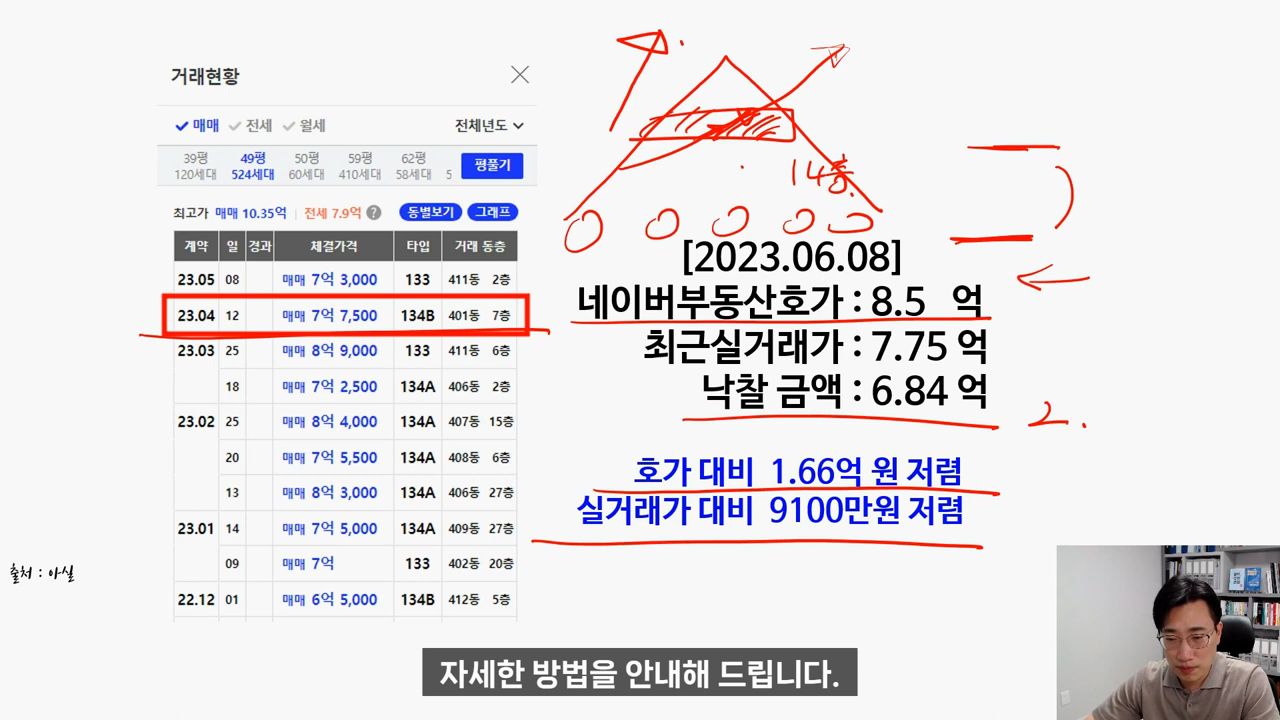 거래현황
매매 전세 월세 전체년도
39평 49평 50평 59평 62평 평풀기
120세대 524세대 60세대 410세대 58세대 5
최고가 매매 10.35억 전세 7.9억 ? 동별보기 그래프
계약 일 경과 체결가격 타입 거래 동층
23.05 08 매매 7억 3,000 133 411동 2층
23.04 12 매매 7억 7,500 134B 401동 7층
23.03 25 매매 8억 9,000 133 411동 6층
18 매매 7억 2,500 134A 406동 2층
23.02 25 매매 8억 4,000 134A 407동 15층
20 매매 7억 5,500 134A 408동 6층
13 매매 8억 3,000 134A 406동 27층
23.01 14 매매 7억 5,000 134A 409동 27층
09 매매 7억 133 402동 20층
22.12 01 매매 6억 5,000 134B 412동 5층
출처 : 아실
14층.
[2023.06.08]
네이버부동산호가 : 8.5 억
최근실거래가 : 7.75 억
낙찰 금액 : 6.84 억
2.
호가 대비 1.66억 원 저렴
실거래가 대비 9100만원 저렴
자세한 방법을 안내해 드립니다.